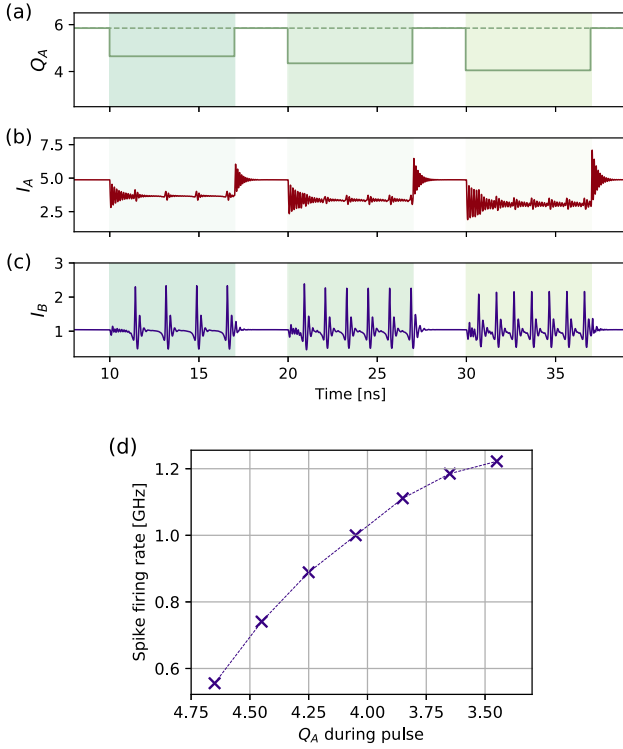 (a)
6
4
Q_A
(b)
7.5
5.0
2.5
I_A
(c)
3
2
1
I_B
10 15 20 25 30 35
Time [ns]
(d)
1.2
1.0
0.8
0.6
Spike firing rate [GHz]
4.75 4.50 4.25 4.00 3.75 3.50
Q_A during pulse